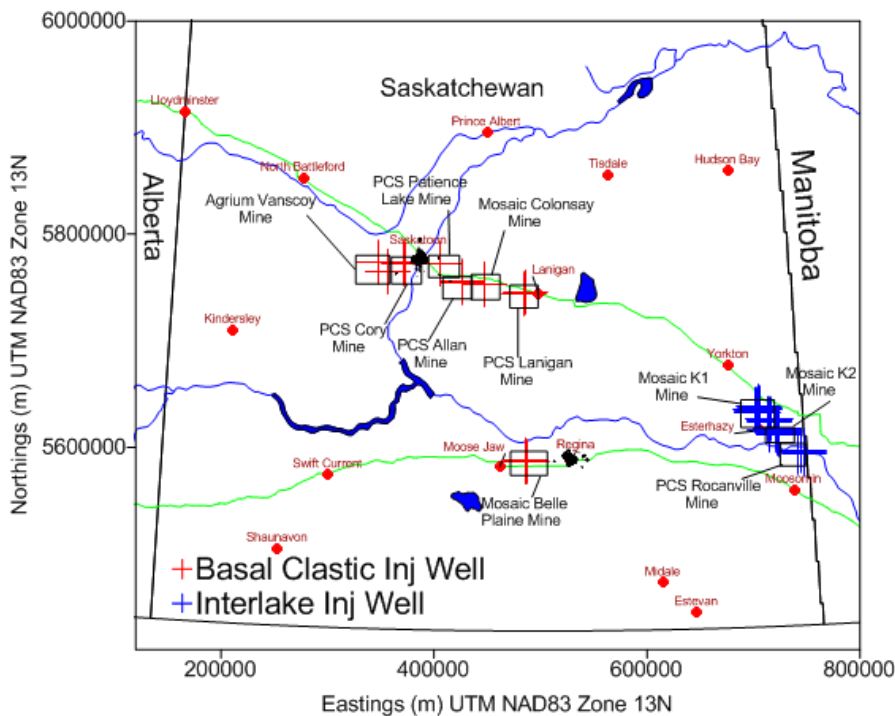 6000000
Saskatchewan
Lloydminster
Prince Albert
Tisdale
Hudson Bay
North Battleford
Alberta
Manitoba
PCS Patience
Lake Mine
Agrium Vanscoy
Mine
Mosaic Colonsay
Mine
5800000
Saskatoon
Lanigan
Kindersley
PCS Cory
Mine
PCS Allan
Mine
PCS Lanigan
Mine
Yorkton
Mosaic K1
Mine
Mosaic K2
Mine
Esterhazy
5600000
Moose Jaw
Regina
Swift Current
PCS Rocanville
Mine
Moosomin
Mosaic Belle
Plaine Mine
Shaunavon
Basal Clastic Inj Well
Interlake Inj Well
Midale
Estevan
200000
400000
600000
800000
Eastings (m) UTM NAD83 Zone 13N
Northings (m) UTM NAD83 Zone 13N